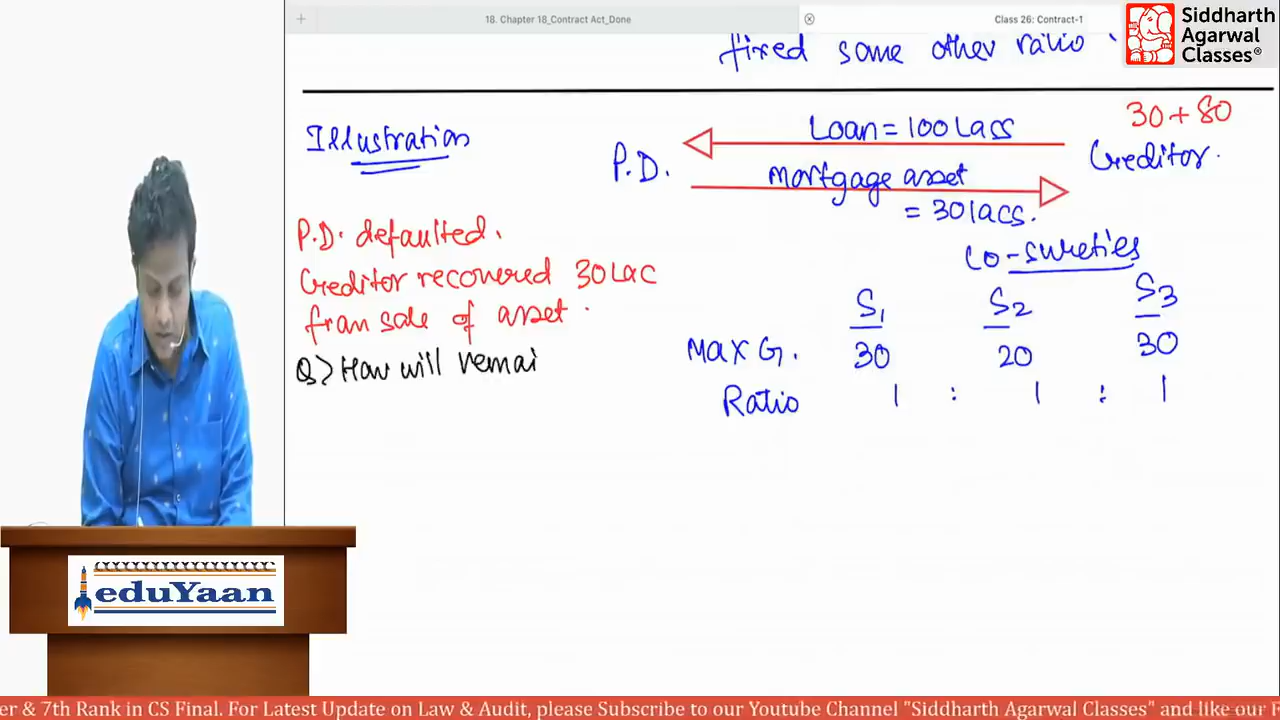 18. Chapter 18_Contract Act_Done
Class 26: Contract-1
Siddharth
Agarwal
Classes®
fixed some other ratio
Illustration
P.D.
Loan = 100 Lacs
30 + 80
Creditor.
mortgage asset
= 30 lacs.
P.D. defaulted.
Creditor recovered 30 Lac
from sale of asset.
Q> How will remai
Co-sureties
S1 S2 S3
Max G. 30 20 30
Ratio 1 : 1 : 1
eduYaan
er & 7th Rank in CS Final. For Latest Update on Law & Audit, please Subscribe to our Youtube Channel "Siddharth Agarwal Classes" and like our